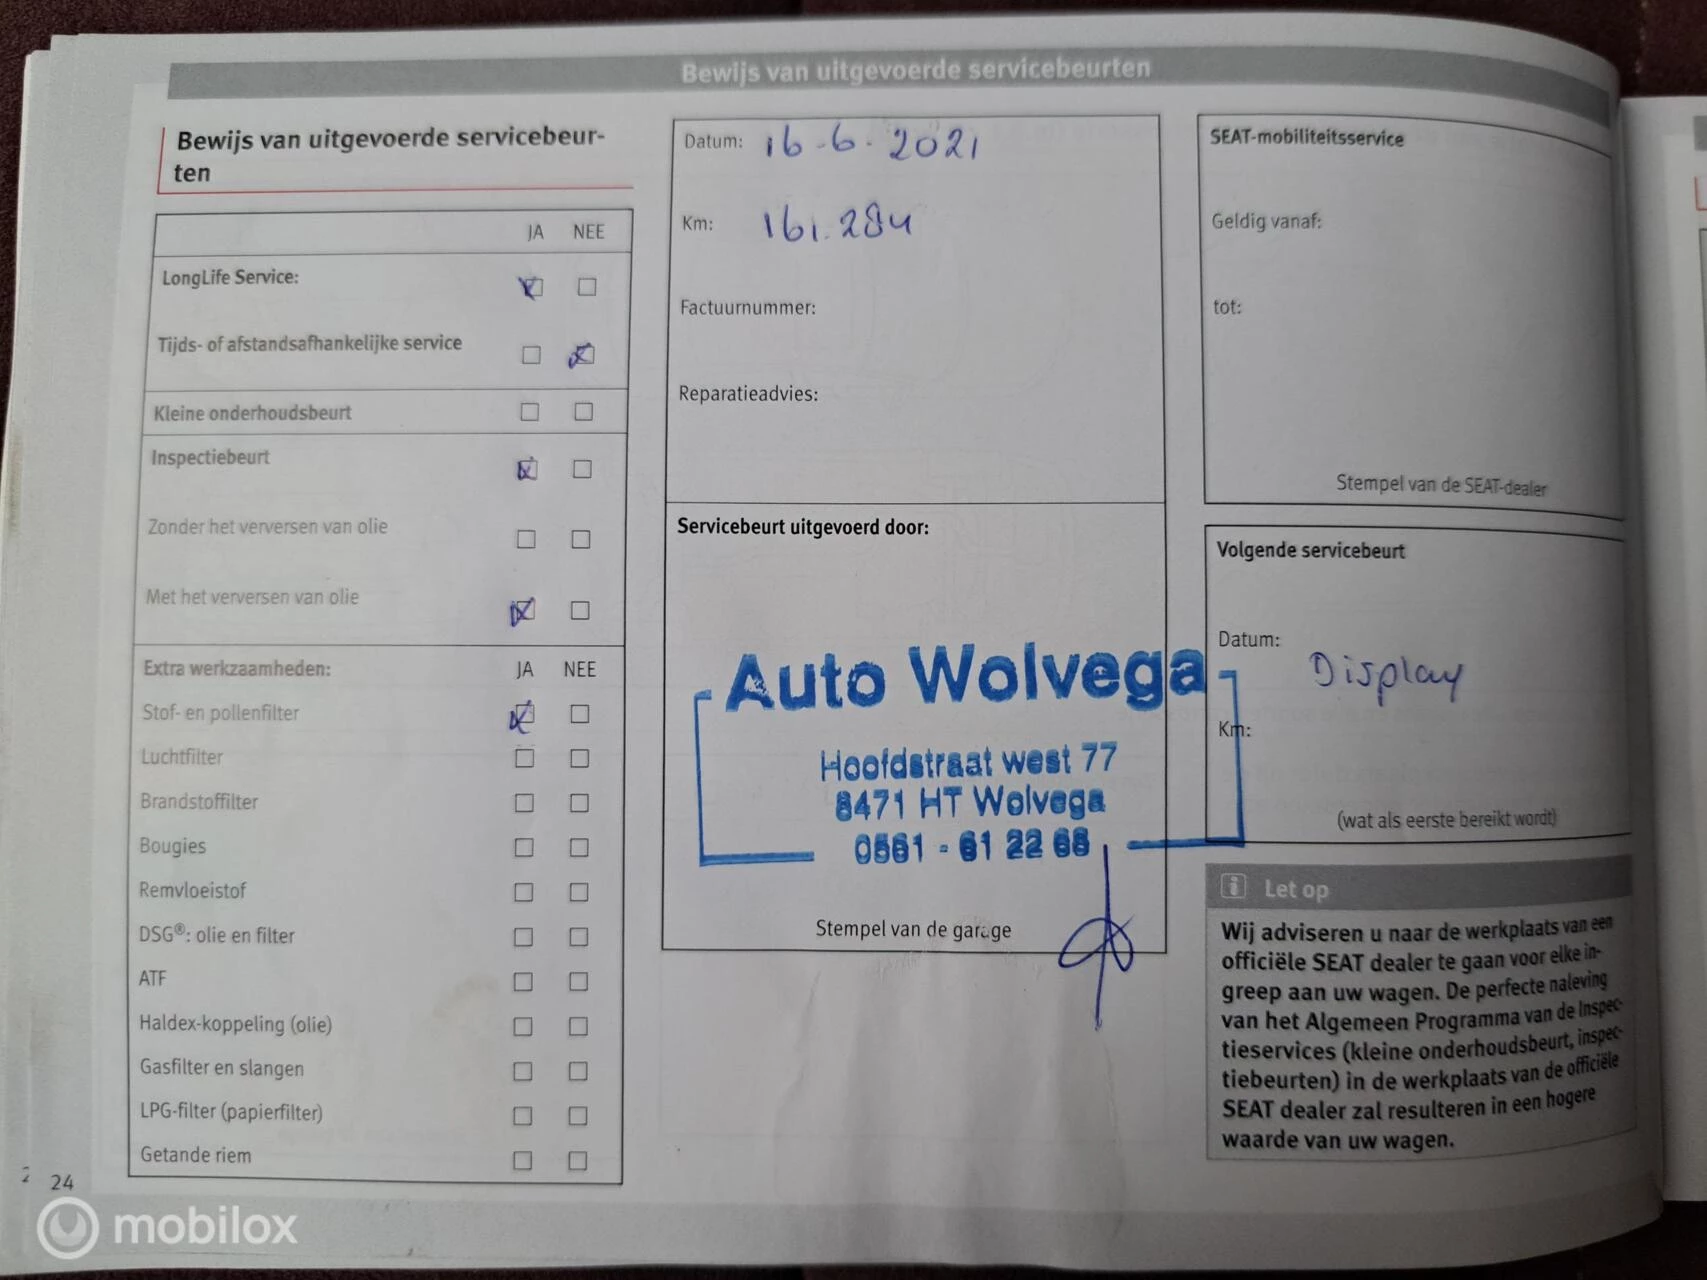 Bewijs van uitgevoerde servicebeurten
Bewijs van uitgevoerde servicebeur-
ten
JA NEE
LongLife Service:
Tijds- of afstandsafhankelijke service
Kleine onderhoudsbeurt
Inspectiebeurt
Zonder het verversen van olie
Met het verversen van olie
Extra werkzaamheden: JA NEE
Stof- en pollenfilter
Luchtfilter
Brandstoffilter
Bougies
Remvloeistof
DSG®: olie en filter
ATF
Haldex-koppeling (olie)
Gasfilter en slangen
LPG-filter (papierfilter)
Getande riem
Datum: 16-6-2021
Km: 161.284
Factuurnummer:
Reparatieadvies:
Servicebeurt uitgevoerd door:
Auto Wolvega
Hoofdstraat west 77
8471 HT Wolvega
0561 - 61 22 68
Stempel van de garage
SEAT-mobiliteitsservice
Geldig vanaf:
tot:
Stempel van de SEAT-dealer
Volgende servicebeurt
Datum: Display
Km:
(wat als eerste bereikt wordt)
i Let op
Wij adviseren u naar de werkplaats van een
officiële SEAT dealer te gaan voor elke in-
greep aan uw wagen. De perfecte naleving
van het Algemeen Programma van de Inspec-
tieservices (kleine onderhoudsbeurt, inspec-
tiebeurten) in de werkplaats van de officiële
SEAT dealer zal resulteren in een hogere
waarde van uw wagen.
2 24
mobilox